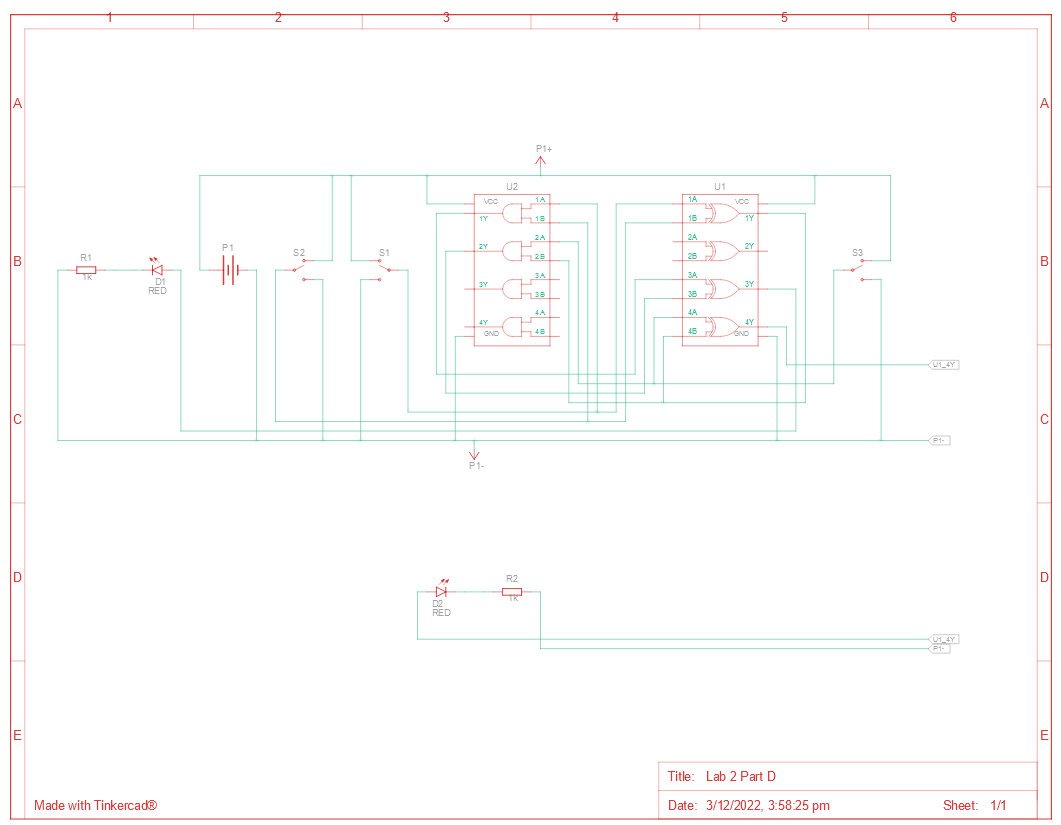 1 2 3 4 5 6
A A
P1+
U2 U1
VCC 1A 1A VCC
1Y 1B 1B 1Y
2A 2A
2Y 2B 2B 2Y
3A 3A
3Y 3B 3B 3Y
4A 4A
4Y 4Y
GND 4B 4B GND
B B
R1
1k
D1
RED
P1
S2
S1
S3
U1_4Y
C C
P1-
P1-
D D
D2
RED
R2
1k
U1_4Y
P1-
E E
Title: Lab 2 Part D
Made with Tinkercad®
Date: 3/12/2022, 3:58:25 pm Sheet: 1/1